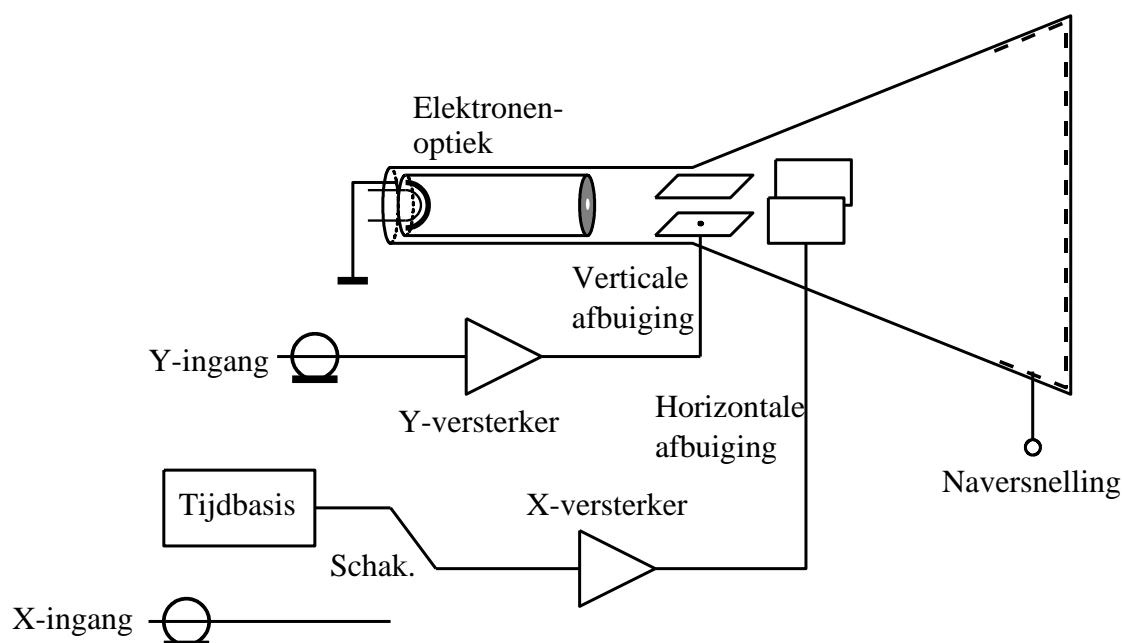 Elektronen-
optiek
Verticale
afbuiging
Y-ingang
Y-versterker
Horizontale
afbuiging
Naversnelling
Tijdbasis
X-versterker
Schak.
X-ingang